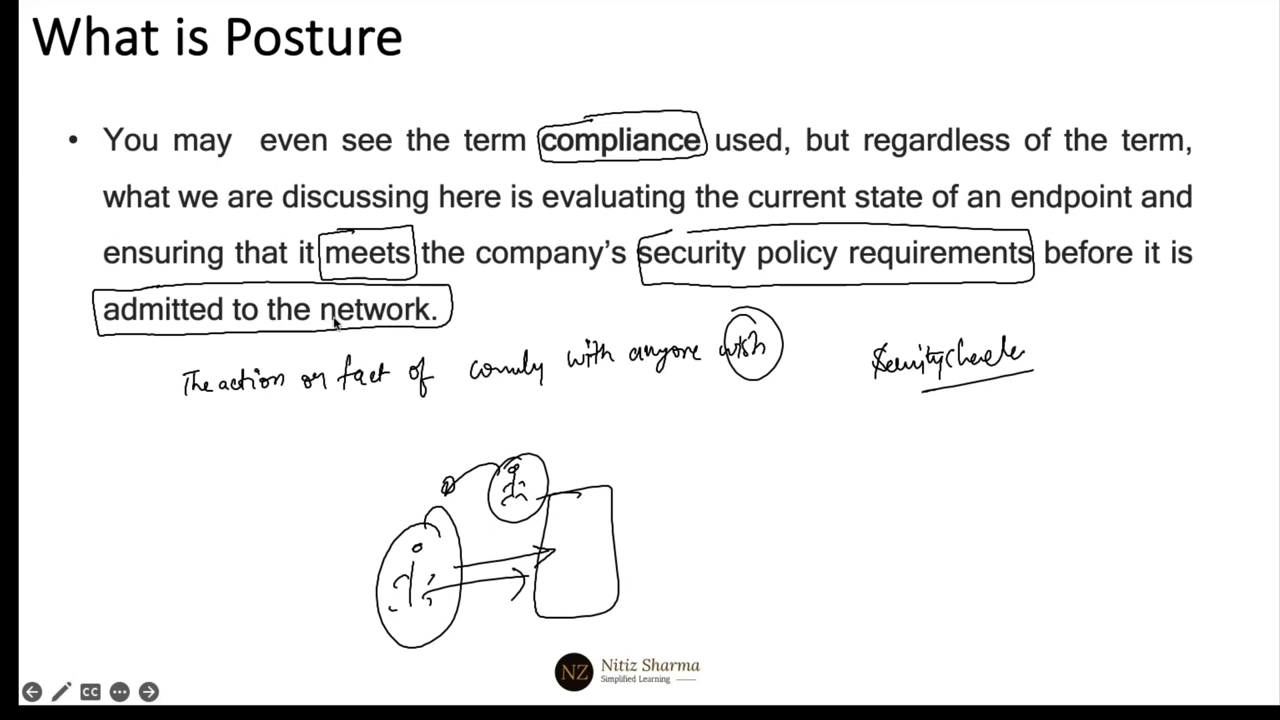 What is Posture
• You may even see the term compliance used, but regardless of the term,
what we are discussing here is evaluating the current state of an endpoint and
ensuring that it meets the company's security policy requirements before it is
admitted to the network.
The action or fact of comuly with anyone wish
Security check
CC
NZ
Nitiz Sharma
Simplified Learning